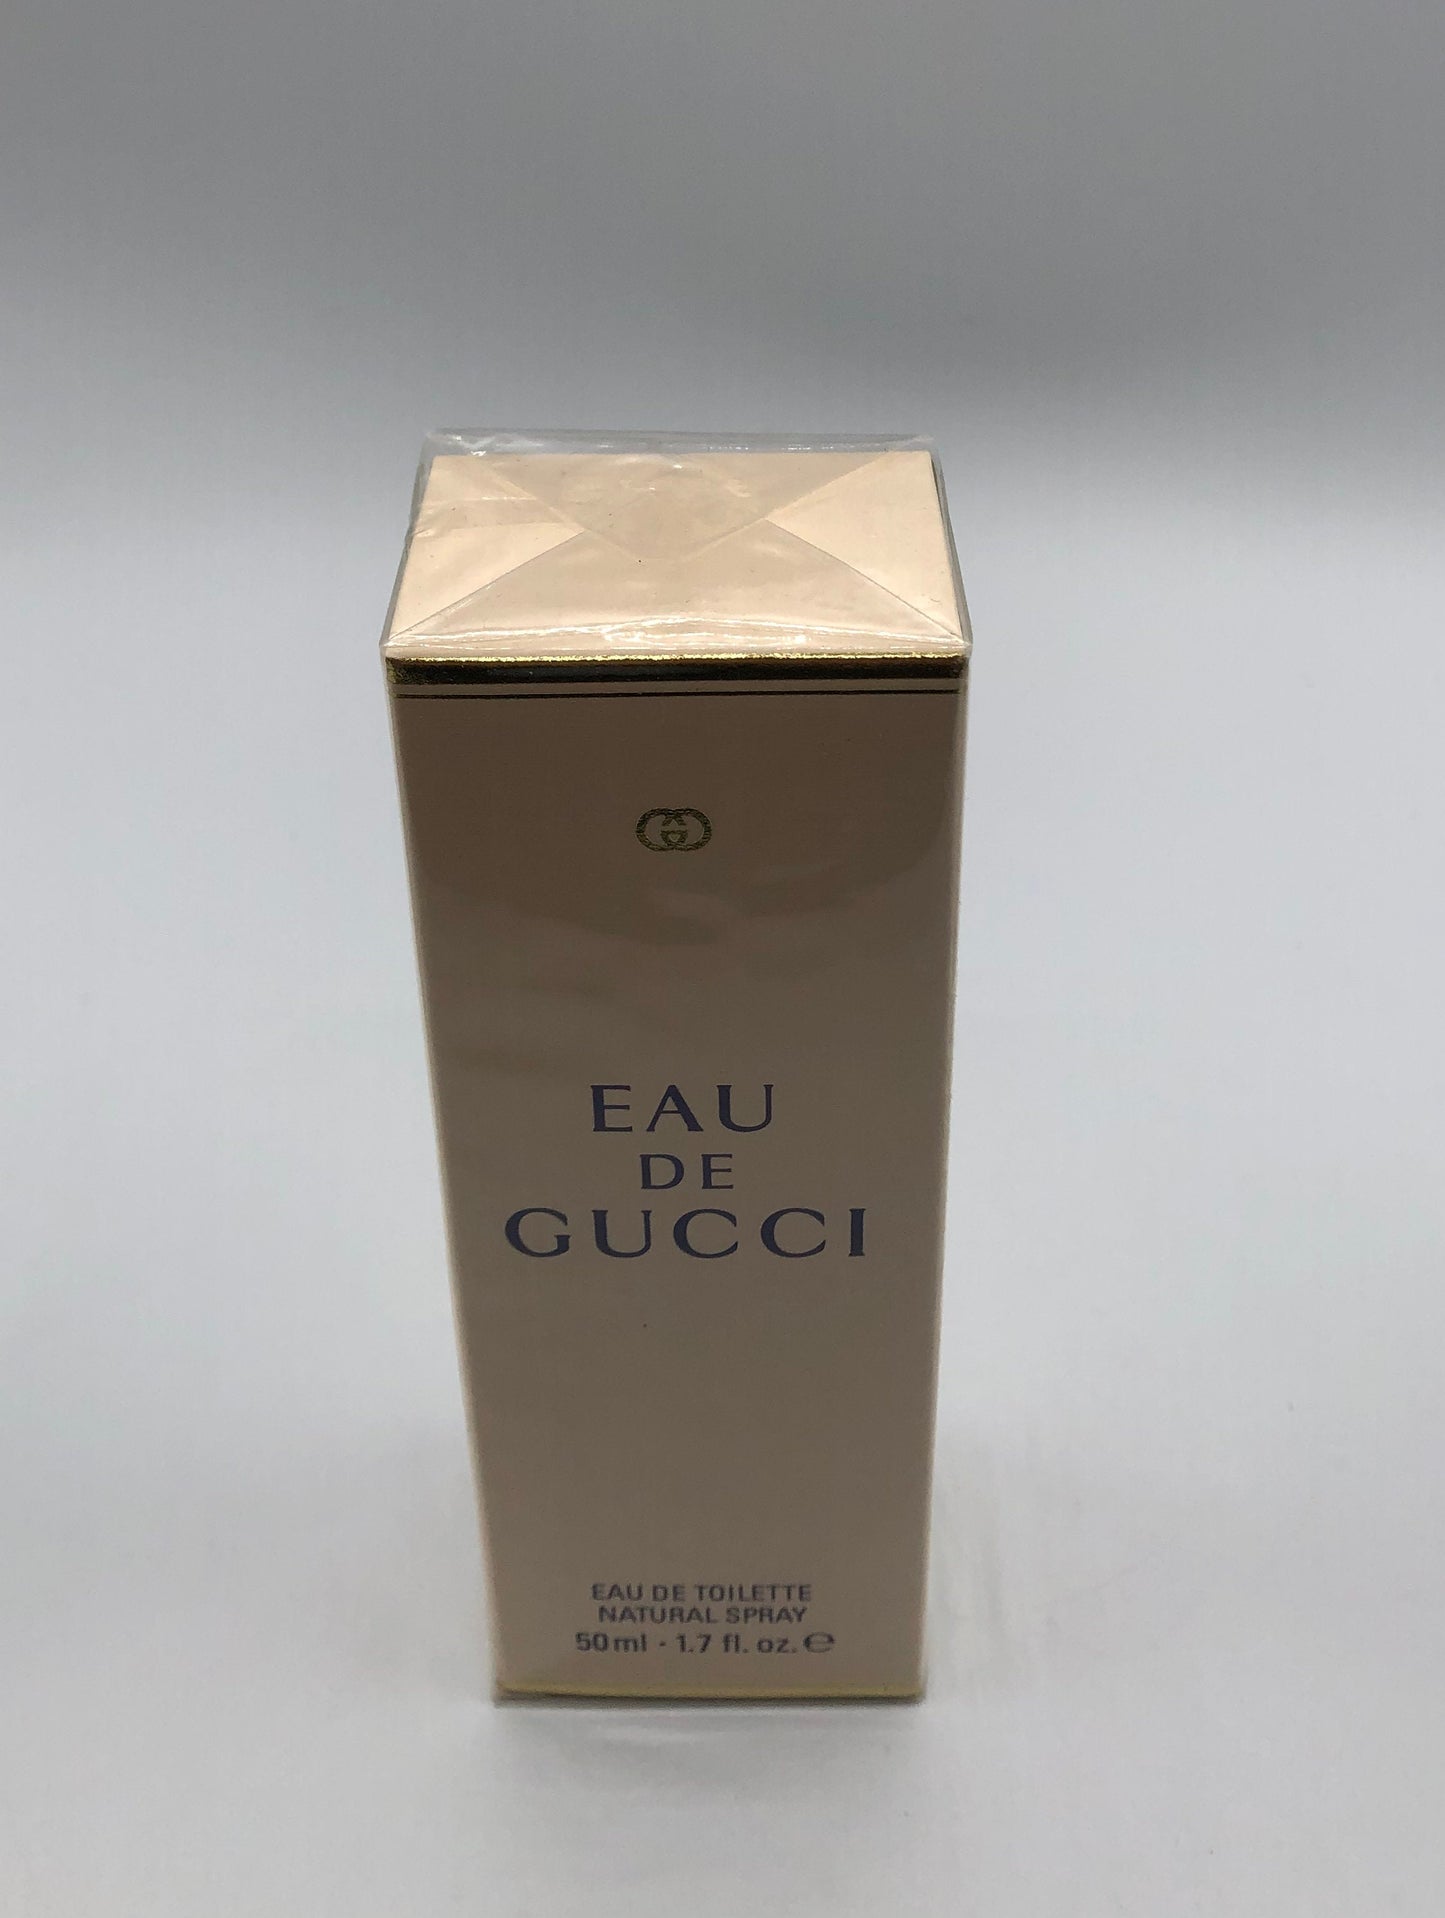 EAU
DE
GUCCI
EAU DE TOILETTE
NATURAL SPRAY
50ml · 1.7 fl. oz. ℮